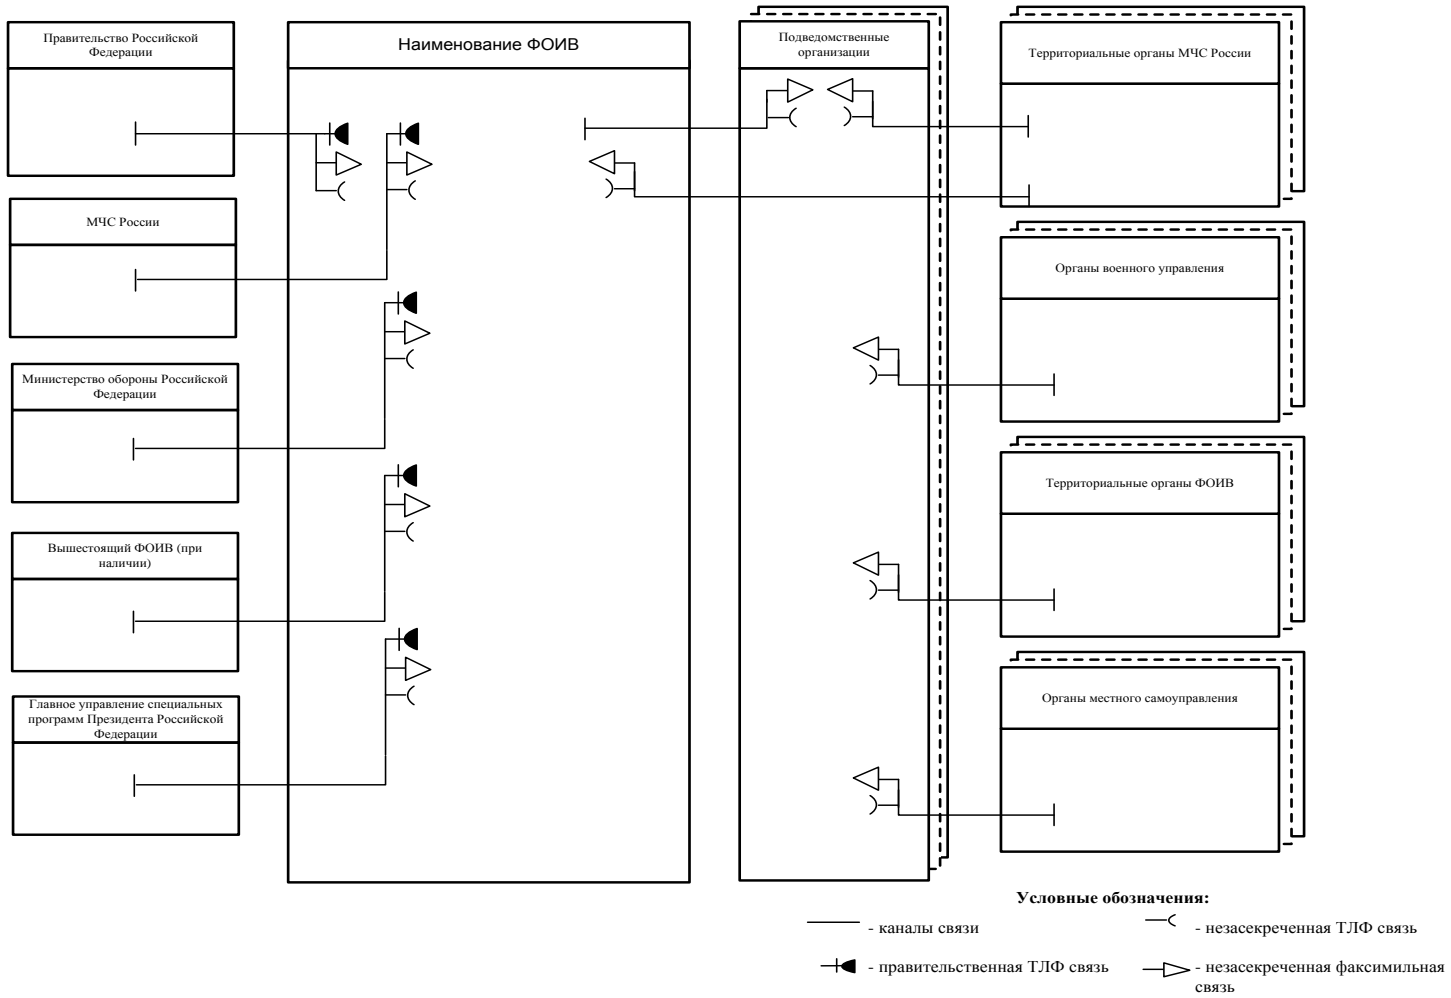 Правительство Российской
Федерации
Наименование ФОИВ
Подведомственные
организации
Территориальные органы МЧС России
МЧС России
Органы военного управления
Министерство обороны Российской
Федерации
Территориальные органы ФОИВ
Вышестоящий ФОИВ (при
наличии)
Главное управление специальных
программ Президента Российской
Федерации
Органы местного самоуправления
Условные обозначения:
- каналы связи
- незасекреченная ТЛФ связь
- правительственная ТЛФ связь
- незасекреченная факсимильная
связь